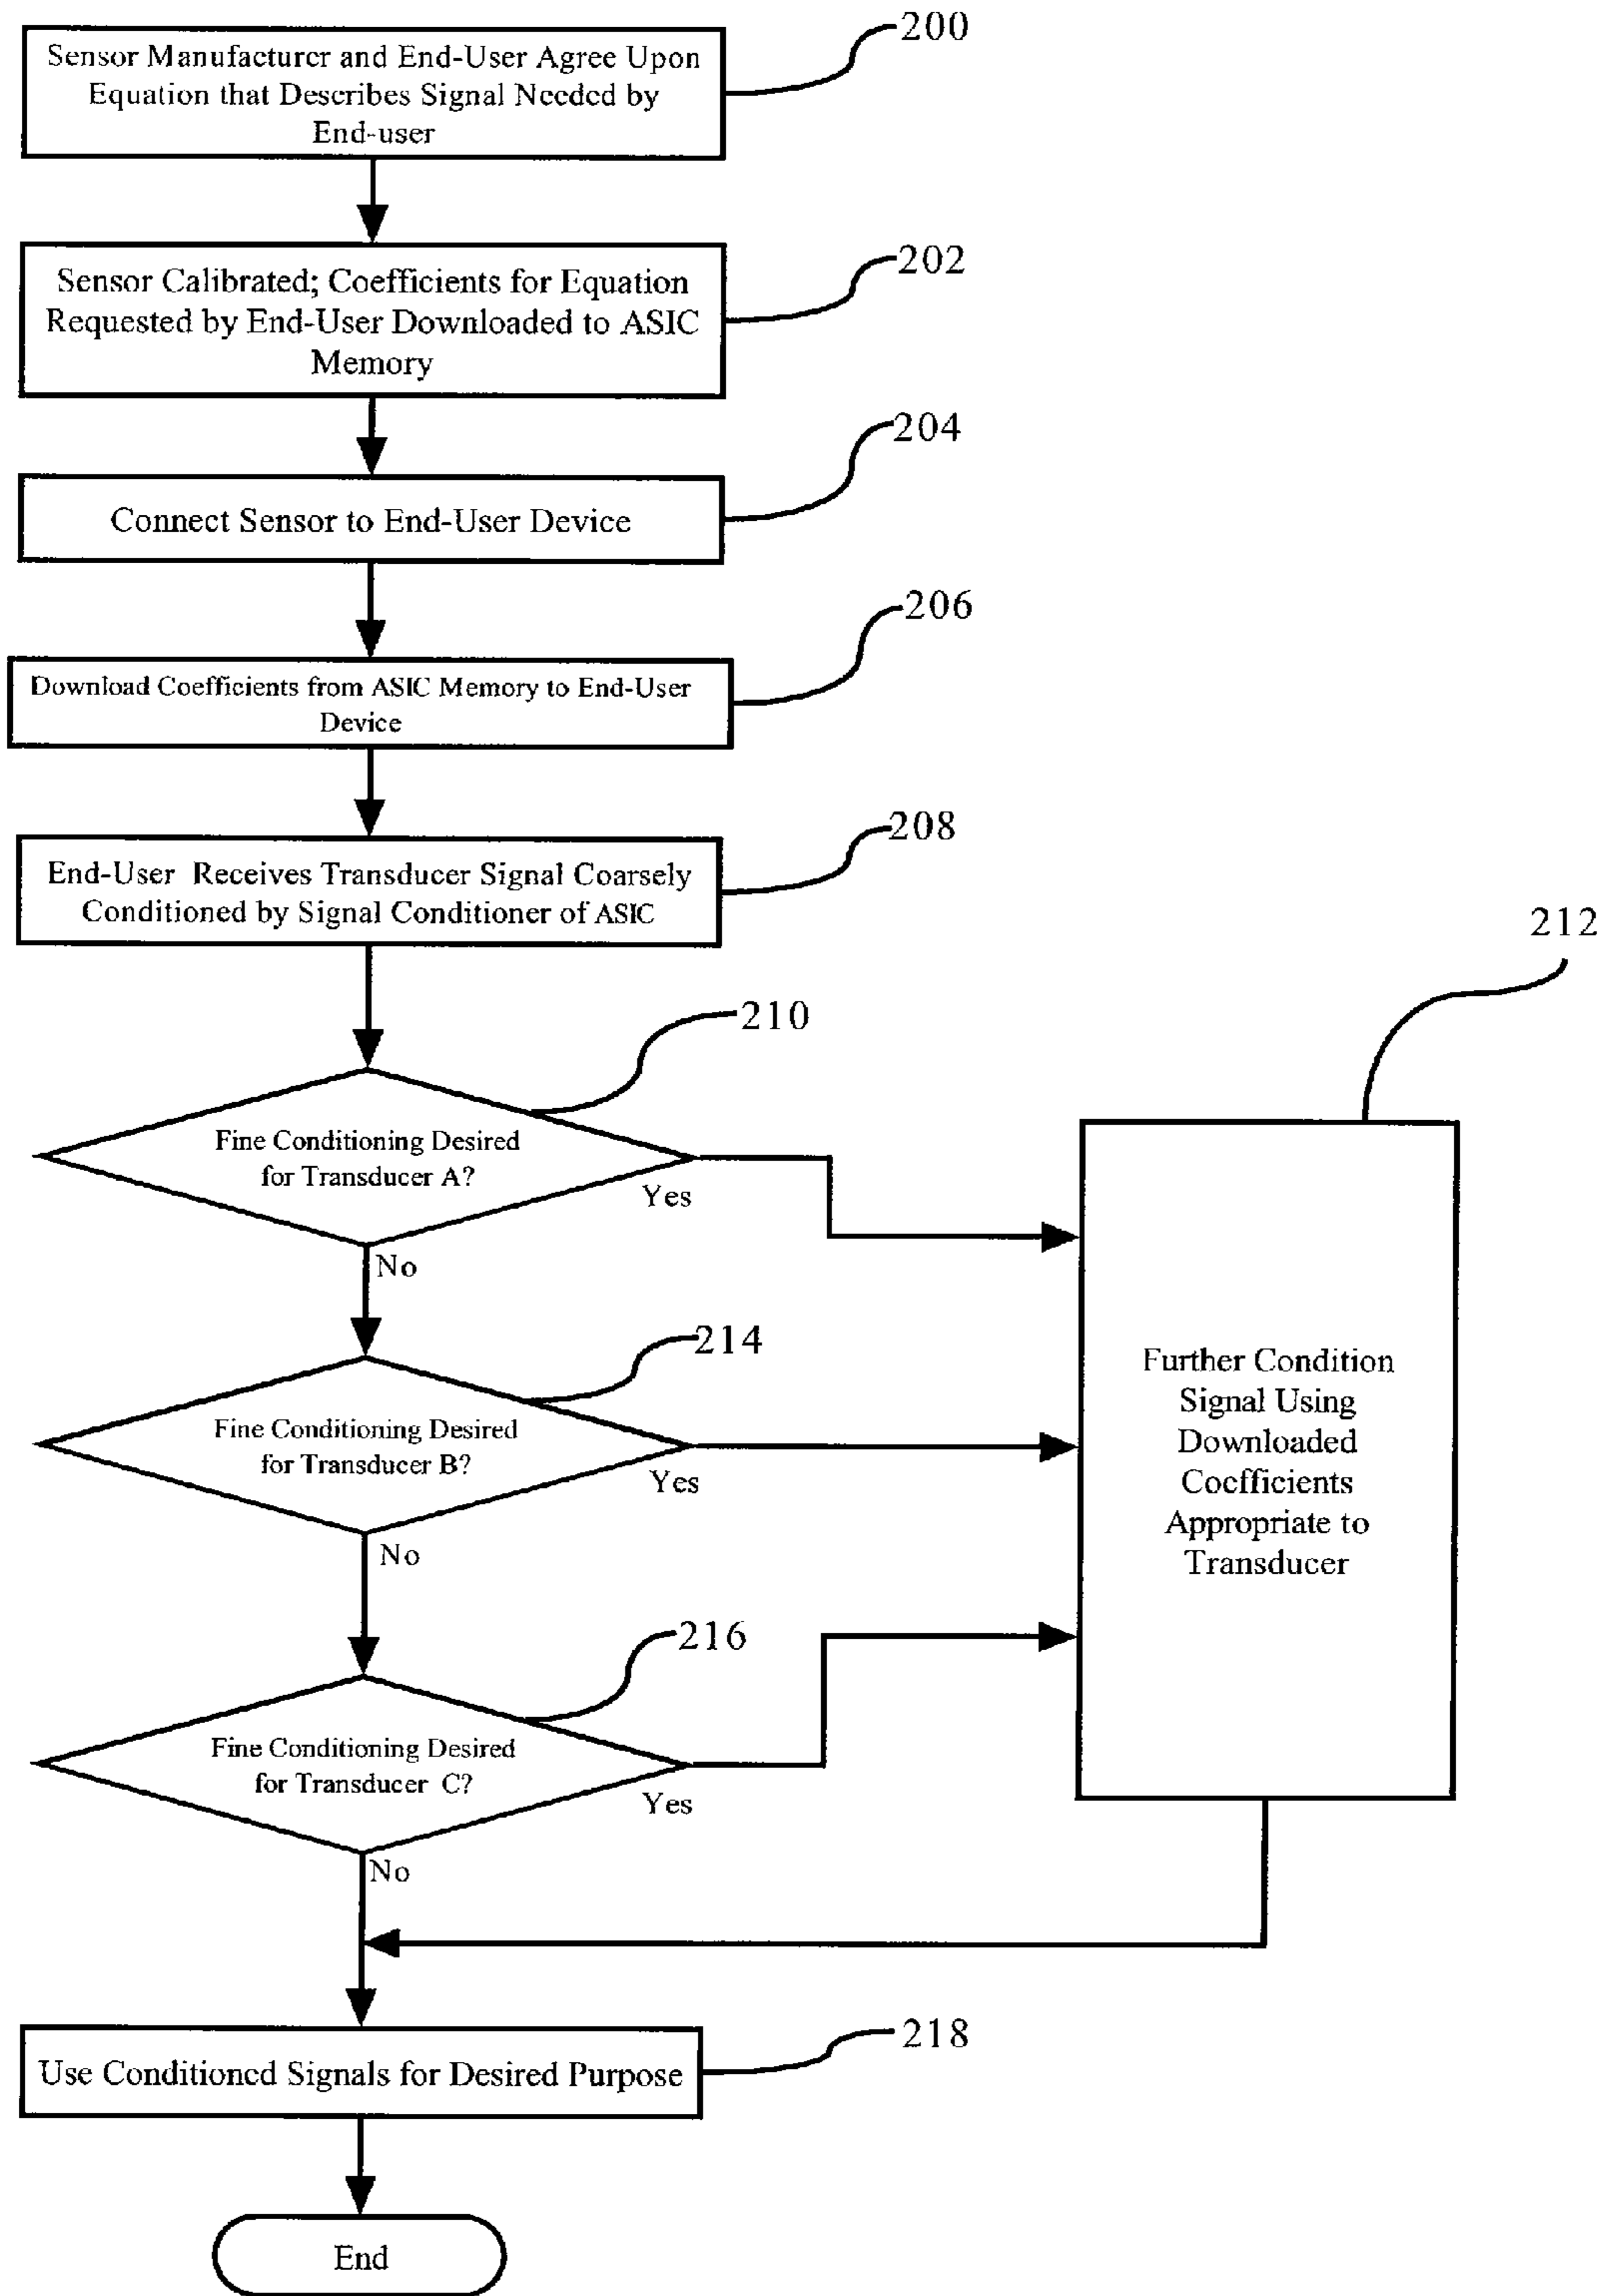 200
Sensor Manufacturer and End-User Agree Upon
Equation that Describes Signal Needed by
End-user
202
Sensor Calibrated; Coefficients for Equation
Requested by End-User Downloaded to ASIC
Memory
204
Connect Sensor to End-User Device
206
Download Coefficients from ASIC Memory to End-User
Device
208
End-User Receives Transducer Signal Coarsely
Conditioned by Signal Conditioner of ASIC
210
Fine Conditioning Desired
for Transducer A?
Yes
No
212
Further Condition
Signal Using
Downloaded
Coefficients
Appropriate to
Transducer
214
Fine Conditioning Desired
for Transducer B?
Yes
No
216
Fine Conditioning Desired
for Transducer C?
Yes
No
218
Use Conditioned Signals for Desired Purpose
End